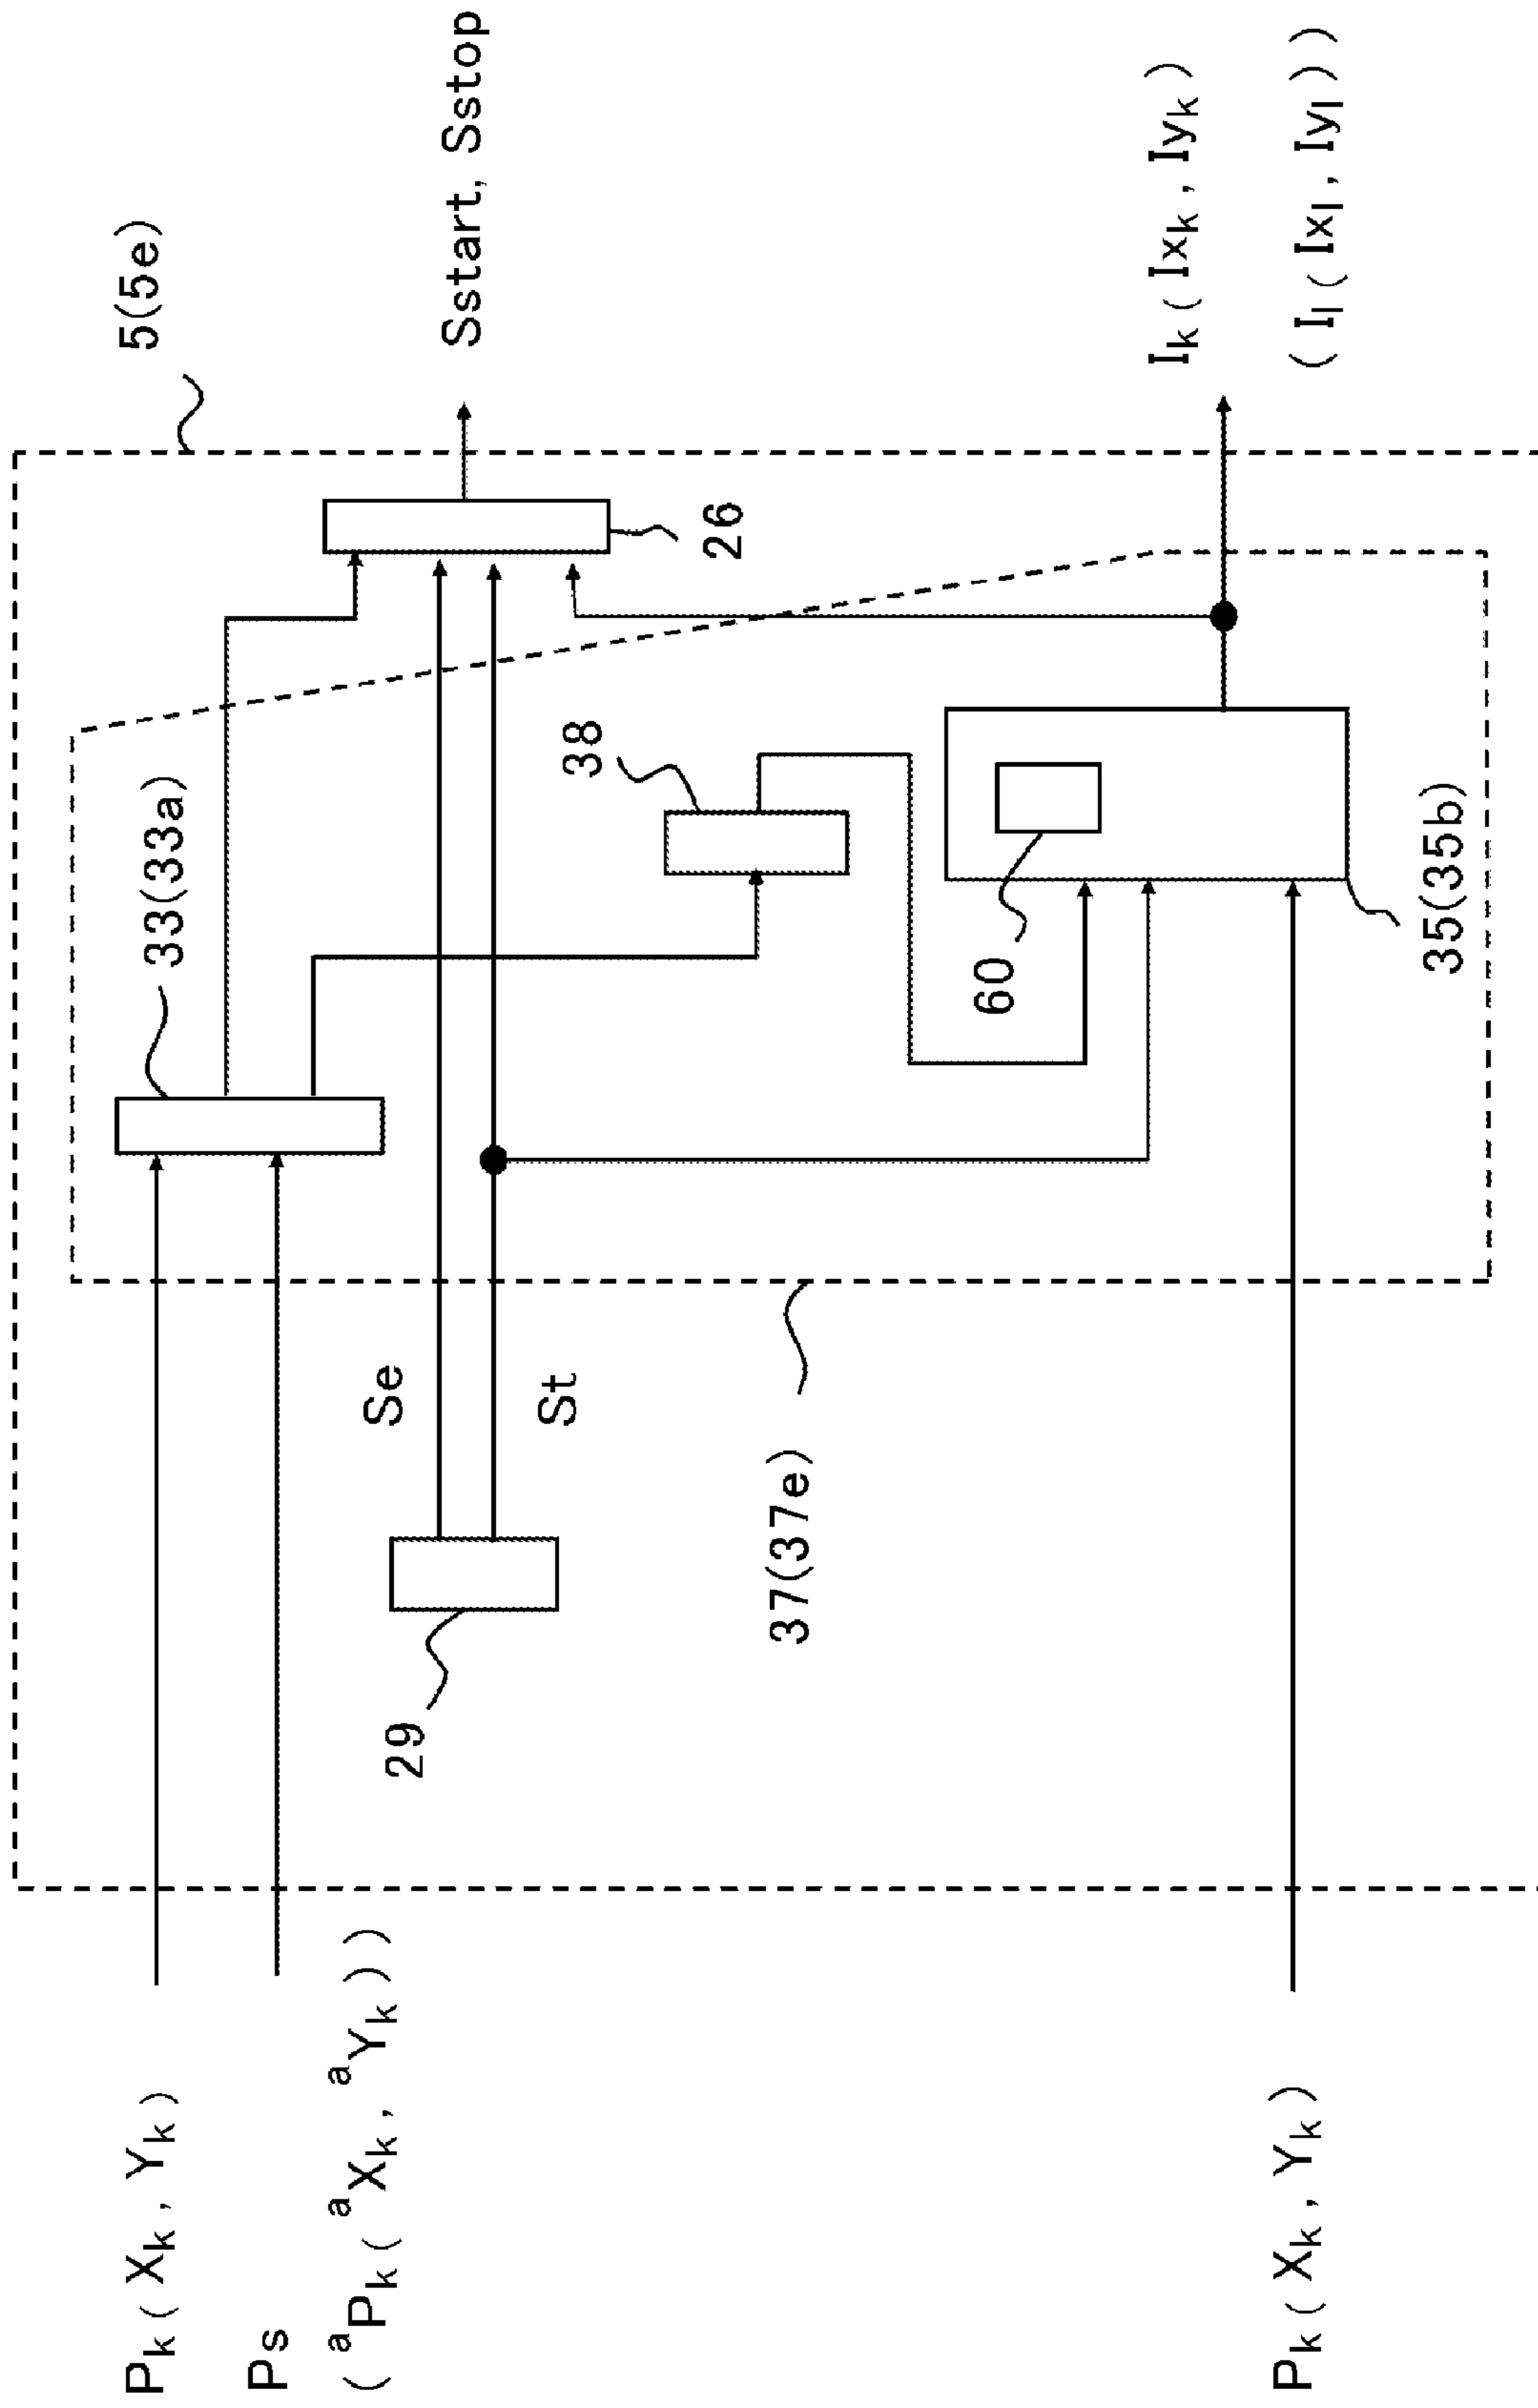 5(5e)
Sstart, Sstop
33(33a)
26
38
Se
St
29
60
37(37e)
35(35b)
Pk(Xk, Yk)
Ps
(aPk(aXk, aYk))
Pk(Xk, Yk)
Ik(Ixk, Iyk)
(Il(Ixl, Iyl))